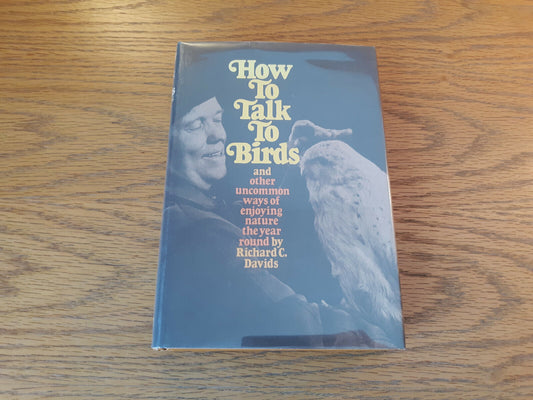 How
To
Talk
To
Birds
and
other
uncommon
ways of
enjoying
nature
the year
round by
Richard C.
Davids